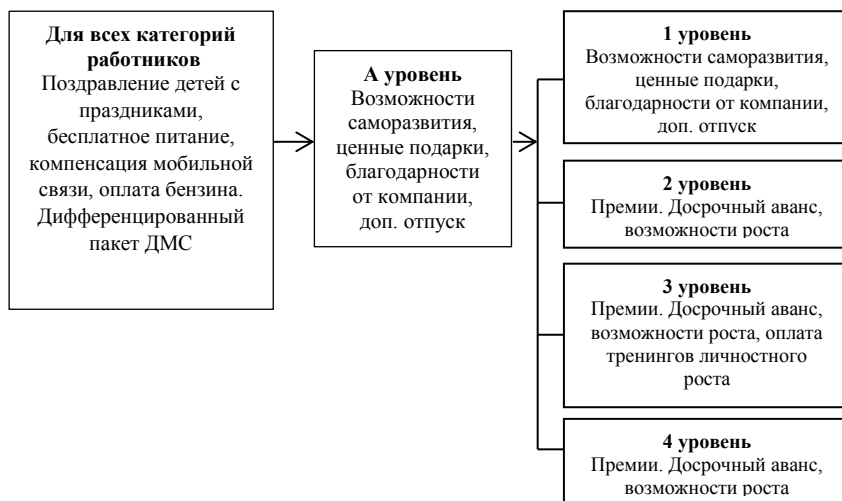 Для всех категорий
работников
Поздравление детей с
праздниками,
бесплатное питание,
компенсация мобильной
связи, оплата бензина.
Дифференцированный
пакет ДМС
А уровень
Возможности
саморазвития,
ценные подарки,
благодарности
от компании,
доп. отпуск
1 уровень
Возможности саморазвития,
ценные подарки,
благодарности от компании,
доп. отпуск
2 уровень
Премии. Досрочный аванс,
возможности роста
3 уровень
Премии. Досрочный аванс,
возможности роста, оплата
тренингов личностного
роста
4 уровень
Премии. Досрочный аванс,
возможности роста